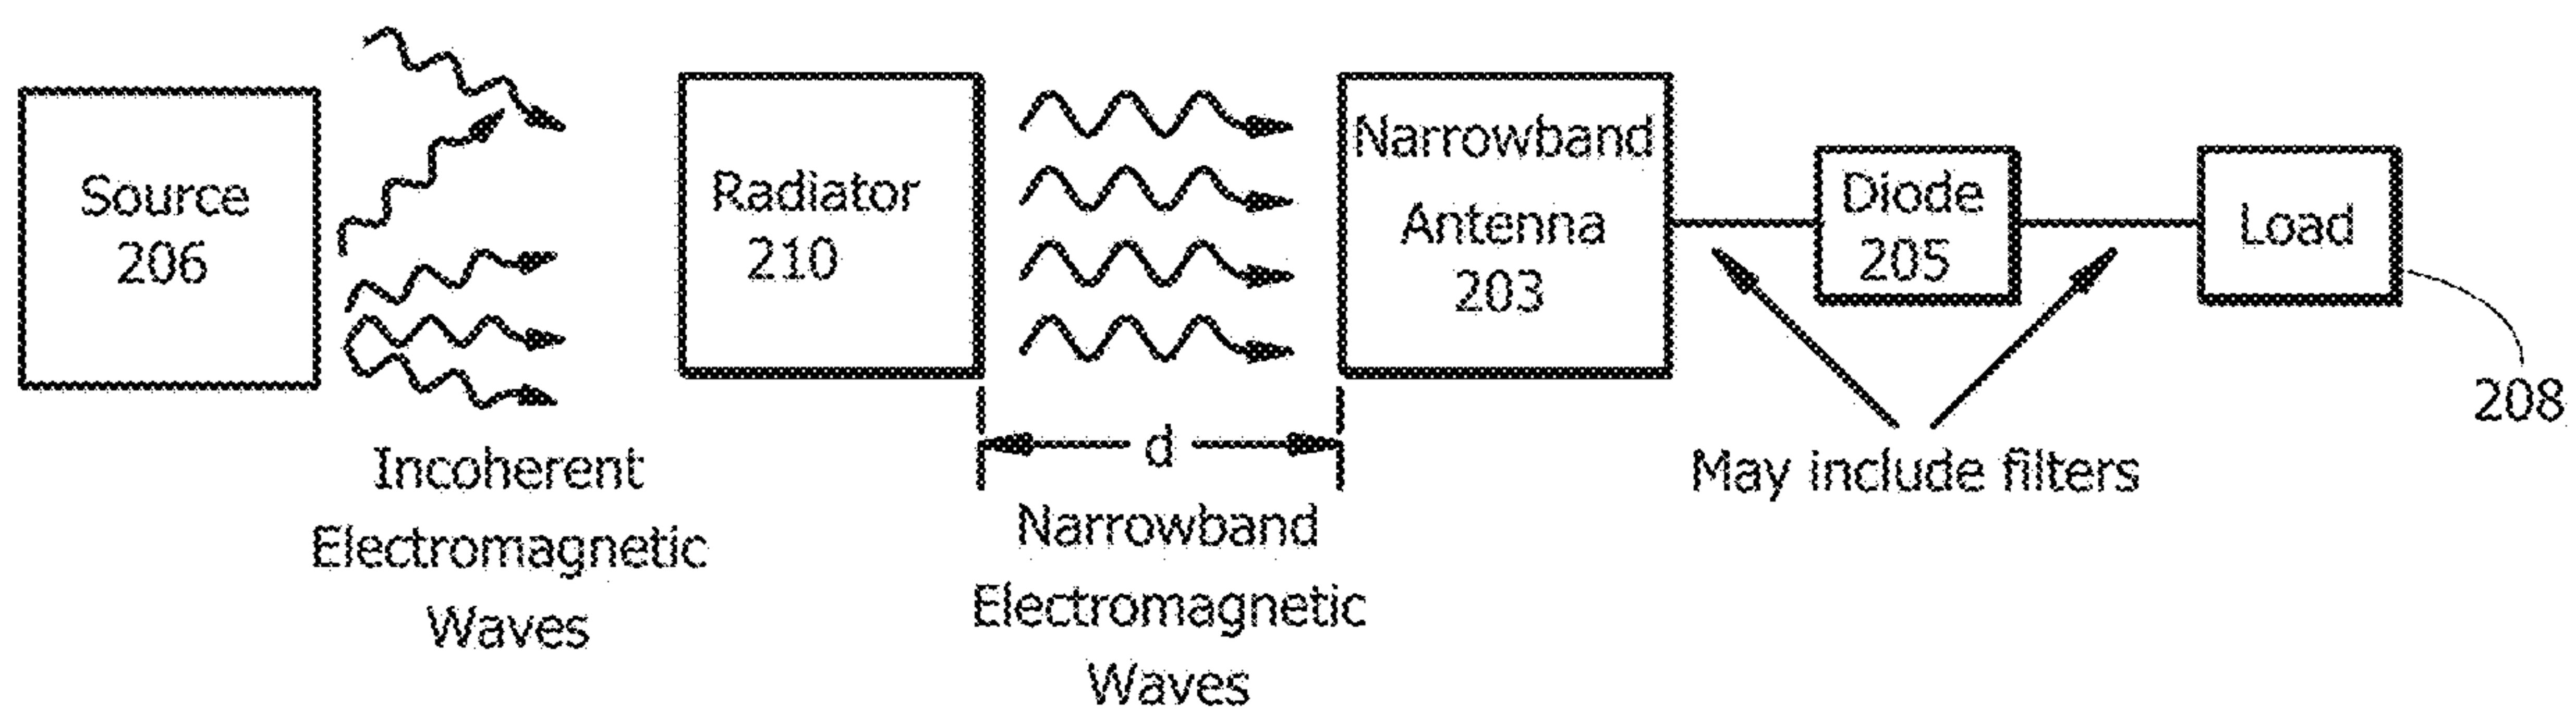 Source
206
Incoherent
Electromagnetic
Waves
Radiator
210
d
Narrowband
Electromagnetic
Waves
Narrowband
Antenna
203
Diode
205
May include filters
Load
208